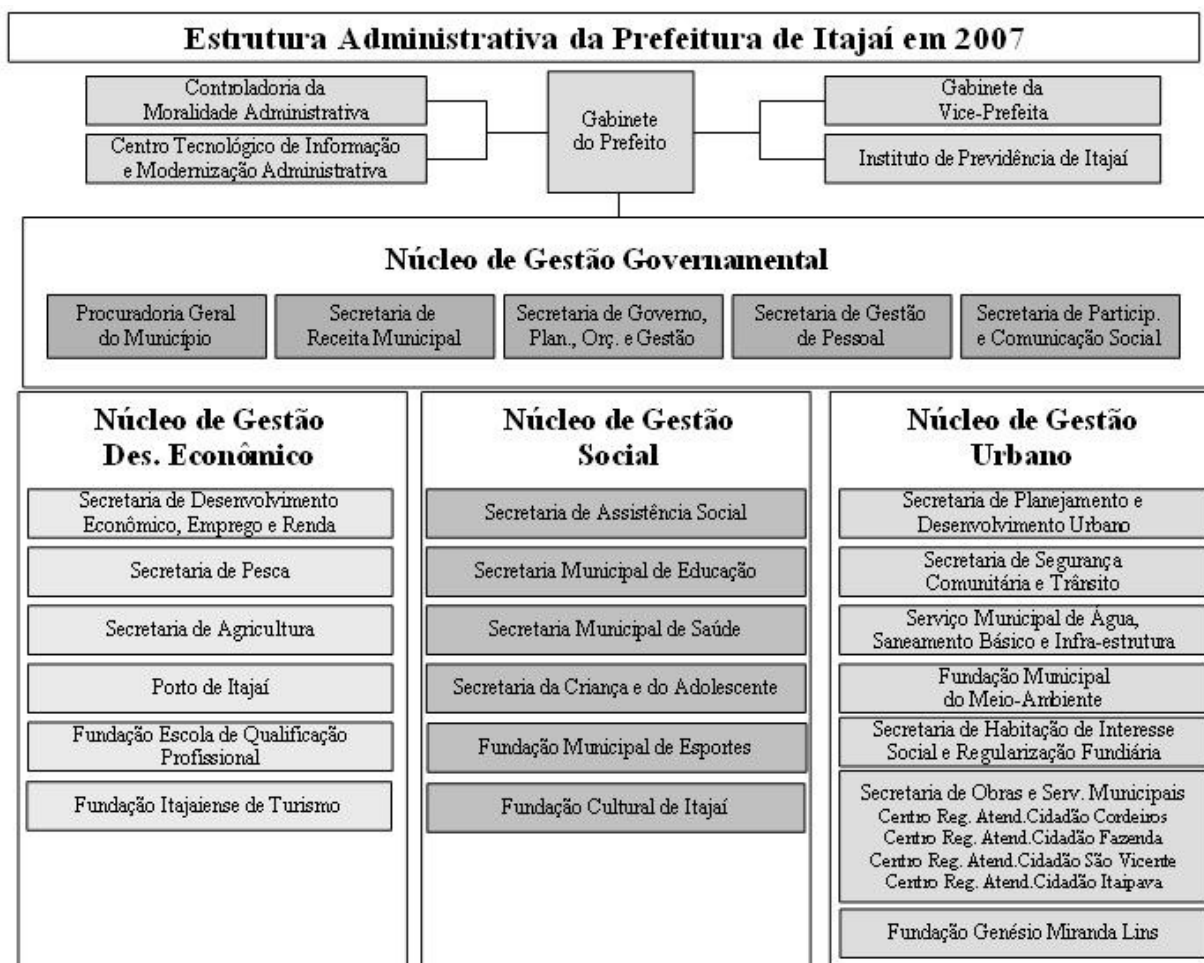 Estrutura Administrativa da Prefeitura de Itajaí em 2007
Controladoria da
Moralidade Administrativa
Centro Tecnológico de Informação
e Modernização Administrativa
Gabinete
do Prefeito
Gabinete da
Vice-Prefeita
Instituto de Previdência de Itajaí
Núcleo de Gestão Governamental
Procuradoria Geral
do Município
Secretaria de
Receita Municipal
Secretaria de Governo,
Plan., Orç. e Gestão
Secretaria de Gestão
de Pessoal
Secretaria de Particip.
e Comunicação Social
Núcleo de Gestão
Des. Econômico
Secretaria de Desenvolvimento
Econômico, Emprego e Renda
Secretaria de Pesca
Secretaria de Agricultura
Porto de Itajaí
Fundação Escola de Qualificação
Profissional
Fundação Itajaiense de Turismo
Núcleo de Gestão
Social
Secretaria de Assistência Social
Secretaria Municipal de Educação
Secretaria Municipal de Saúde
Secretaria da Criança e do Adolescente
Fundação Municipal de Esportes
Fundação Cultural de Itajaí
Núcleo de Gestão
Urbano
Secretaria de Planejamento e
Desenvolvimento Urbano
Secretaria de Segurança
Comunitária e Trânsito
Serviço Municipal de Água,
Saneamento Básico e Infra-estrutura
Fundação Municipal
do Meio-Ambiente
Secretaria de Habitação de Interesse
Social e Regularização Fundiária
Secretaria de Obras e Serv. Municipais
Centro Reg. Atend.Cidadão Cordeiros
Centro Reg. Atend.Cidadão Fazenda
Centro Reg. Atend.Cidadão São Vicente
Centro Reg. Atend.Cidadão Itaipava
Fundação Genésio Miranda Lins